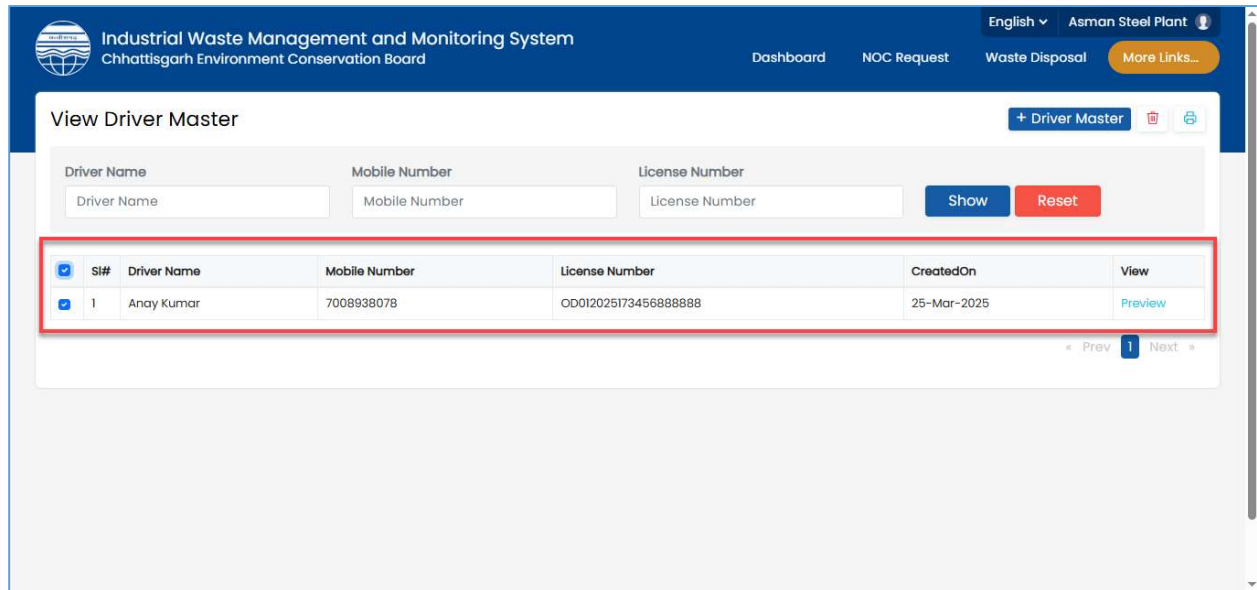 English Asman Steel Plant
Industrial Waste Management and Monitoring System
Chhattisgarh Environment Conservation Board
Dashboard NOC Request Waste Disposal More Links...
View Driver Master
+ Driver Master
Driver Name Mobile Number License Number
Driver Name Mobile Number License Number Show Reset
Sl# Driver Name Mobile Number License Number CreatedOn View
1 Anay Kumar 7008938078 OD012025173456888888 25-Mar-2025 Preview
« Prev 1 Next »